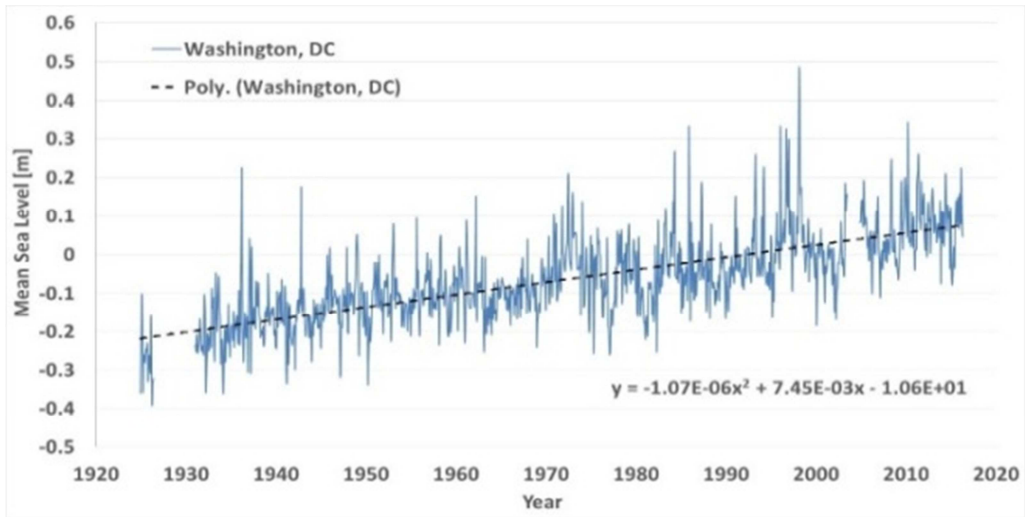 0.6
0.5
0.4
0.3
0.2
0.1
0
-0.1
-0.2
-0.3
-0.4
-0.5
Mean Sea Level [m]
Washington, DC
Poly. (Washington, DC)
y = -1.07E-06x² + 7.45E-03x - 1.06E+01
1920 1930 1940 1950 1960 1970 1980 1990 2000 2010 2020
Year